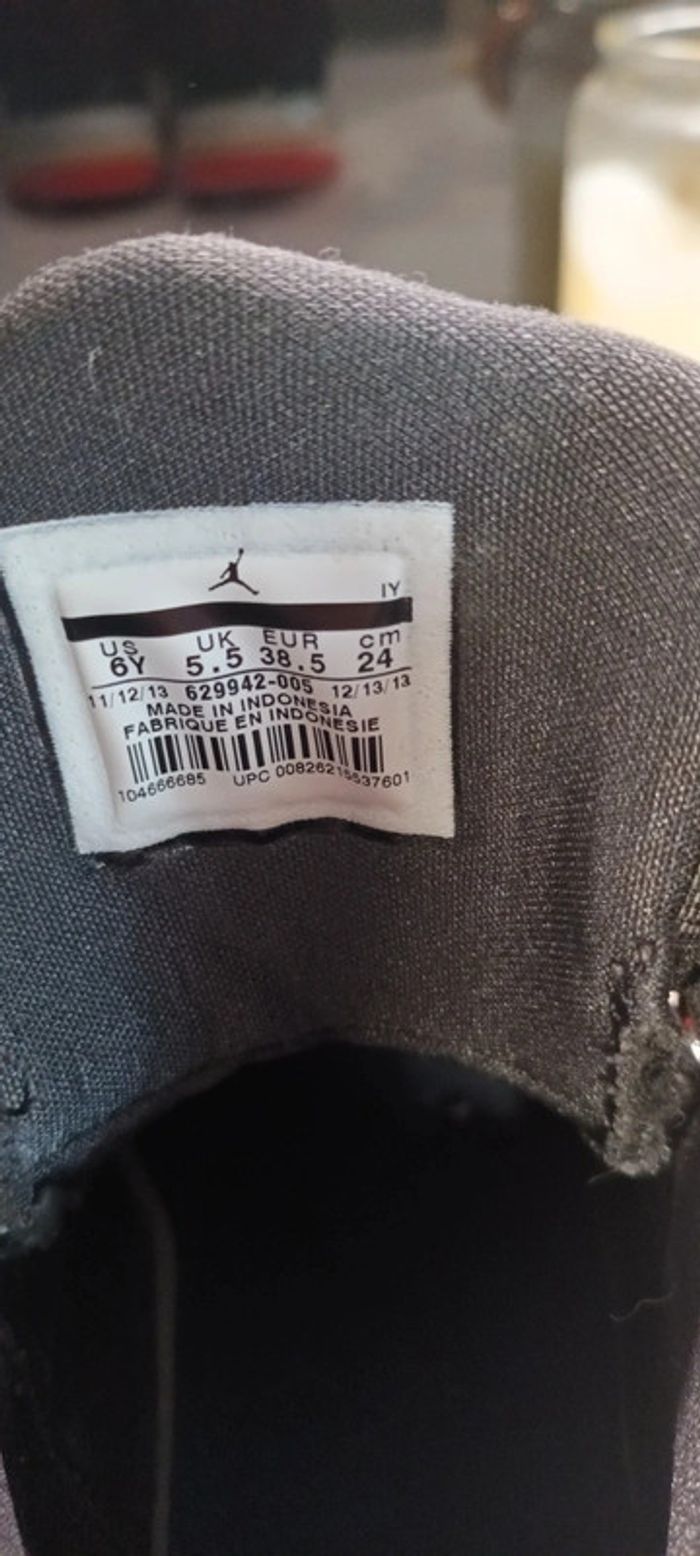 IY
US UK EUR cm
6Y 5.5 38.5 24
11/12/13 629942-005 12/13/13
MADE IN INDONESIA
FABRIQUE EN INDONESIE
104666685 UPC